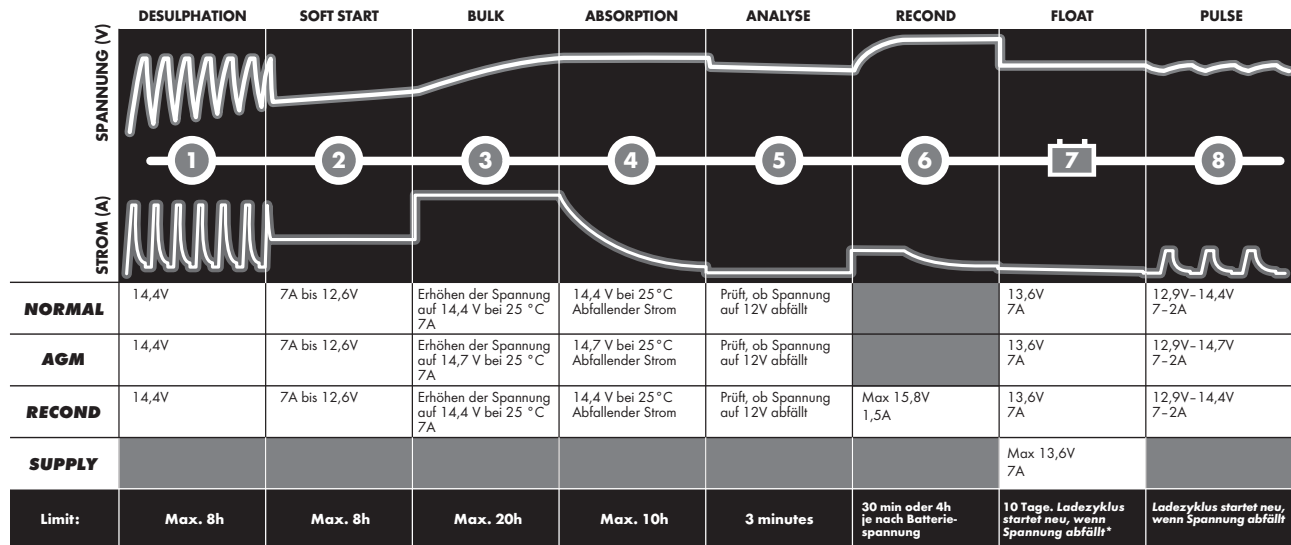 DESULPHATION SOFT START BULK ABSORPTION ANALYSE RECOND FLOAT PULSE
SPANNUNG (V)
1 2 3 4 5 6 7 8
STROM (A)
NORMAL
14,4V
7A bis 12,6V
Erhöhen der Spannung
auf 14,4 V bei 25 °C
7A
14,4 V bei 25°C
Abfallender Strom
Prüft, ob Spannung
auf 12V abfällt
13,6V
7A
12,9V–14,4V
7–2A
AGM
14,4V
7A bis 12,6V
Erhöhen der Spannung
auf 14,7 V bei 25 °C
7A
14,7 V bei 25°C
Abfallender Strom
Prüft, ob Spannung
auf 12V abfällt
13,6V
7A
12,9V–14,7V
7–2A
RECOND
14,4V
7A bis 12,6V
Erhöhen der Spannung
auf 14,4 V bei 25 °C
7A
14,4 V bei 25°C
Abfallender Strom
Prüft, ob Spannung
auf 12V abfällt
Max 15,8V
1,5A
13,6V
7A
12,9V–14,4V
7–2A
SUPPLY
Max 13,6V
7A
Limit:
Max. 8h
Max. 8h
Max. 20h
Max. 10h
3 minutes
30 min oder 4h
je nach Batterie-
spannung
10 Tage. Ladezyklus
startet neu, wenn
Spannung abfällt*
Ladezyklus startet neu,
wenn Spannung abfällt